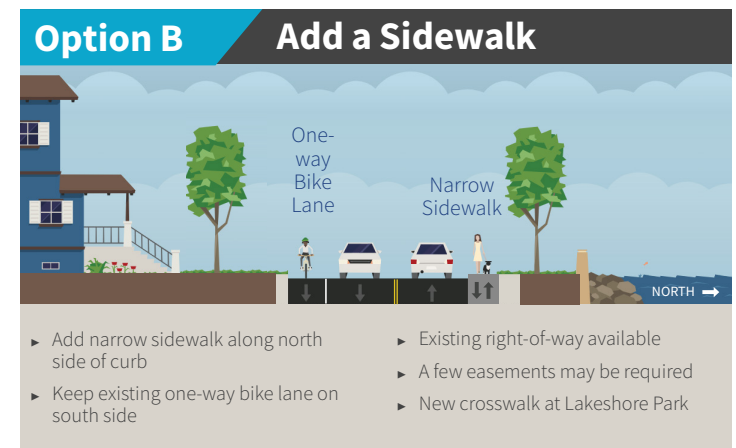 Option B
Add a Sidewalk
One-
way
Bike
Lane
Narrow
Sidewalk
NORTH
► Add narrow sidewalk along north
side of curb
► Keep existing one-way bike lane on
south side
► Existing right-of-way available
► A few easements may be required
► New crosswalk at Lakeshore Park